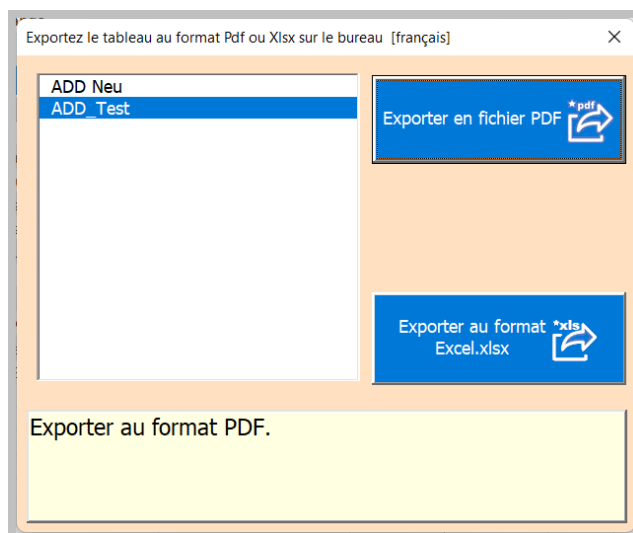 Exportez le tableau au format Pdf ou Xlsx sur le bureau [français]
ADD Neu
ADD_Test
Exporter en fichier PDF
*pdf
Exporter au format
Excel.xlsx
*xls
Exporter au format PDF.